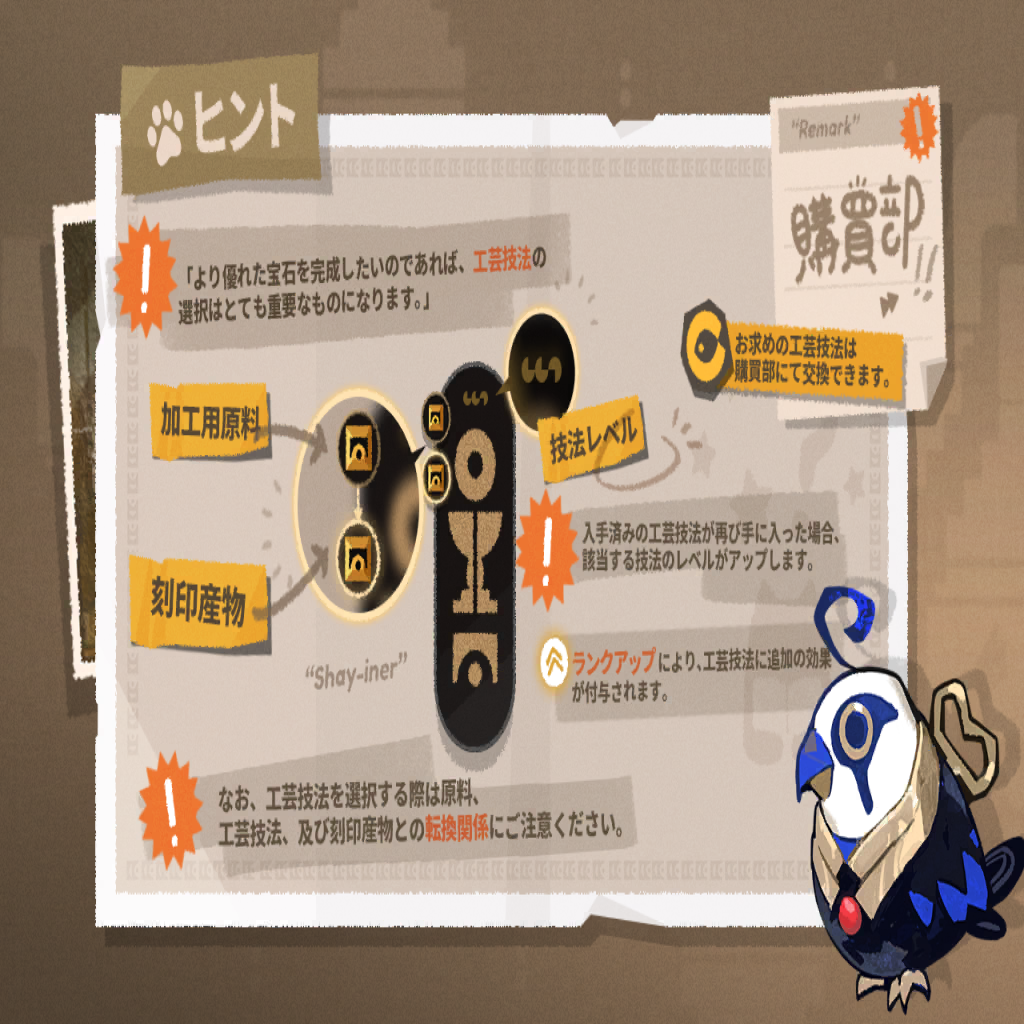 ヒント
“Remark”
購買部!!
「より優れた宝石を完成したいのであれば、工芸技法の
選択はとても重要なものになります。」
お求めの工芸技法は
購買部にて交換できます。
加工用原料
技法レベル
入手済みの工芸技法が再び手に入った場合、
該当する技法のレベルがアップします。
刻印産物
“Shay-iner”
ランクアップにより、工芸技法に追加の効果
が付与されます。
なお、工芸技法を選択する際は原料、
工芸技法、及び刻印産物との転換関係にご注意ください。